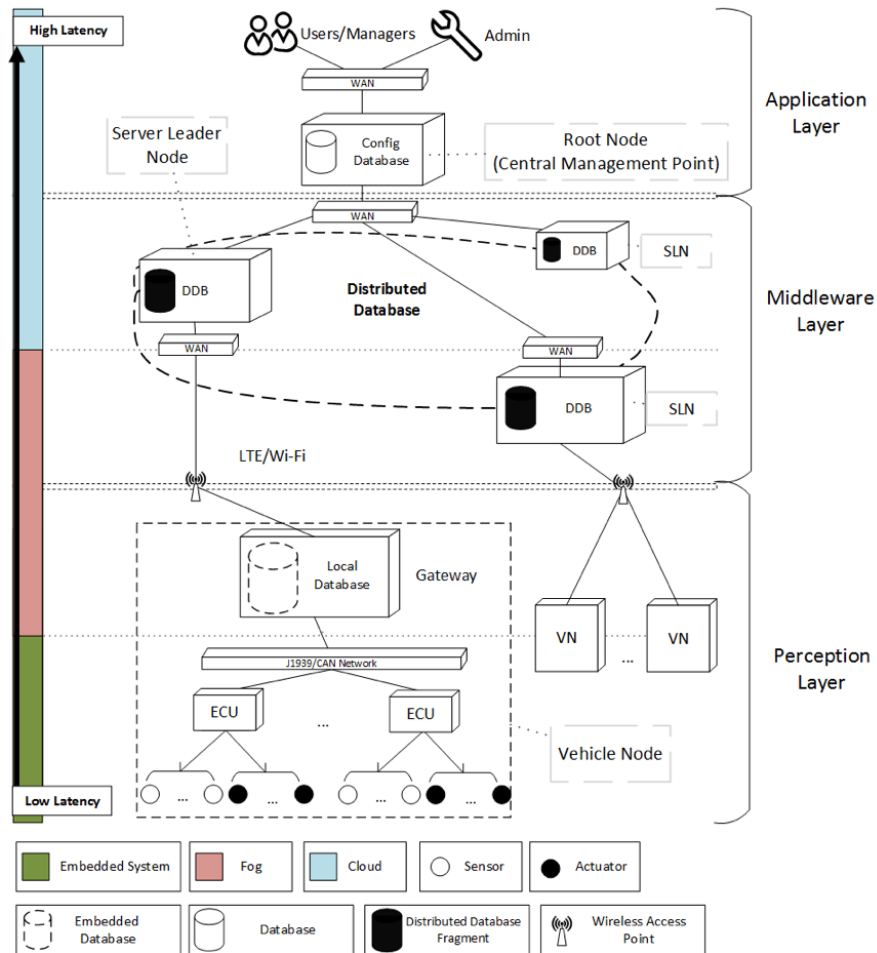 High Latency
Users/Managers
Admin
WAN
Application
Layer
Server Leader
Node
Config
Database
Root Node
(Central Management Point)
WAN
DDB
SLN
DDB
Distributed
Database
Middleware
Layer
WAN
WAN
DDB
SLN
LTE/Wi-Fi
Local
Database
Gateway
VN
...
VN
J1939/CAN Network
Perception
Layer
ECU
...
ECU
Vehicle Node
... ... ... ...
Low Latency
Embedded System
Fog
Cloud
Sensor
Actuator
Embedded
Database
Database
Distributed Database
Fragment
Wireless Access
Point